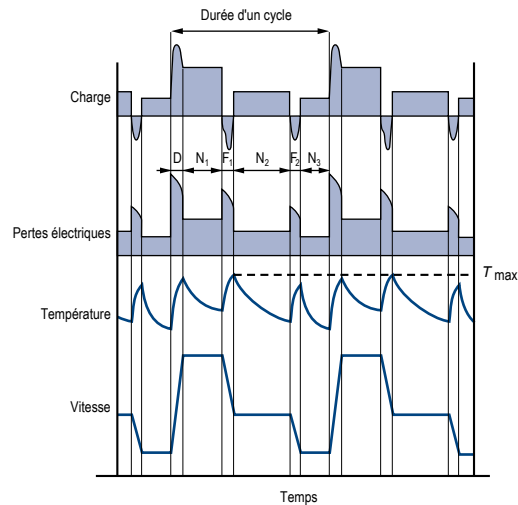 Durée d'un cycle
Charge
D N₁ F₁ N₂ F₂ N₃
Pertes électriques
T max
Température
Vitesse
Temps